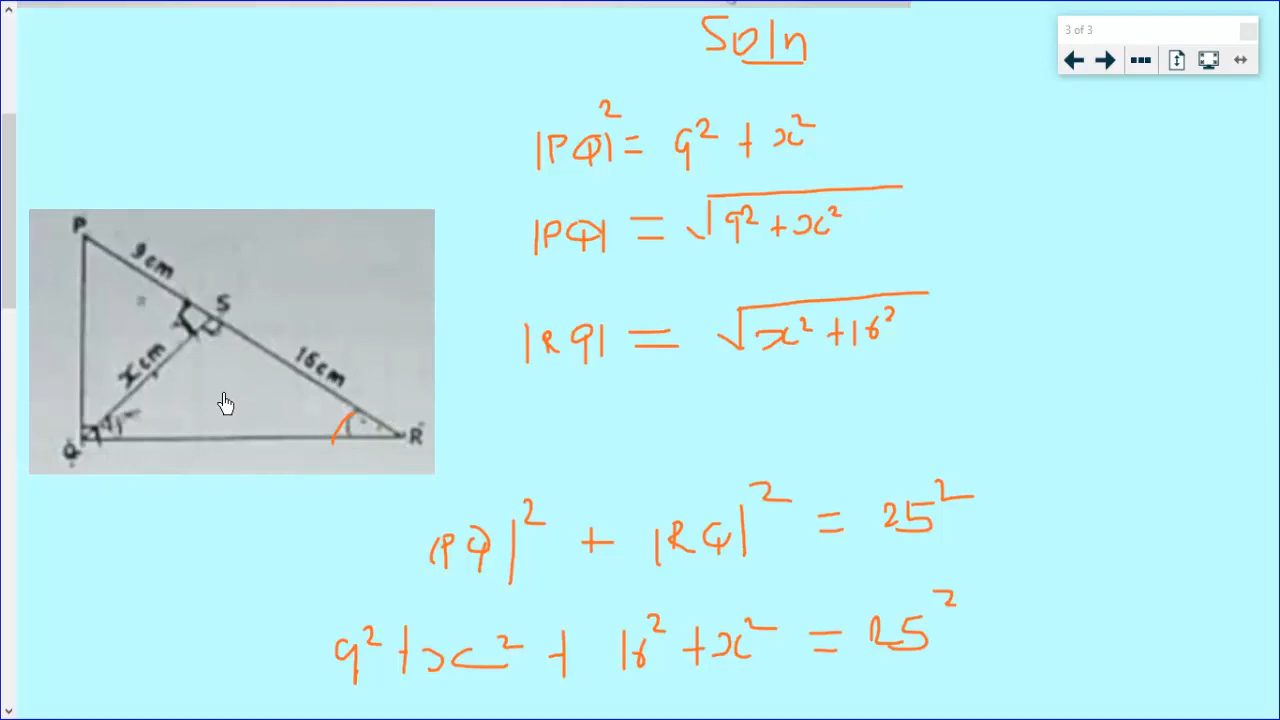 3 of 3
Soln
|PQ|² = 9² + x²
|PQ| = √9² + x²
|RQ| = √x² + 16²
P
9cm
S
x cm
16cm
Q
R
|PQ|² + |RQ|² = 25²
9² + x² + 16² + x² = 25²